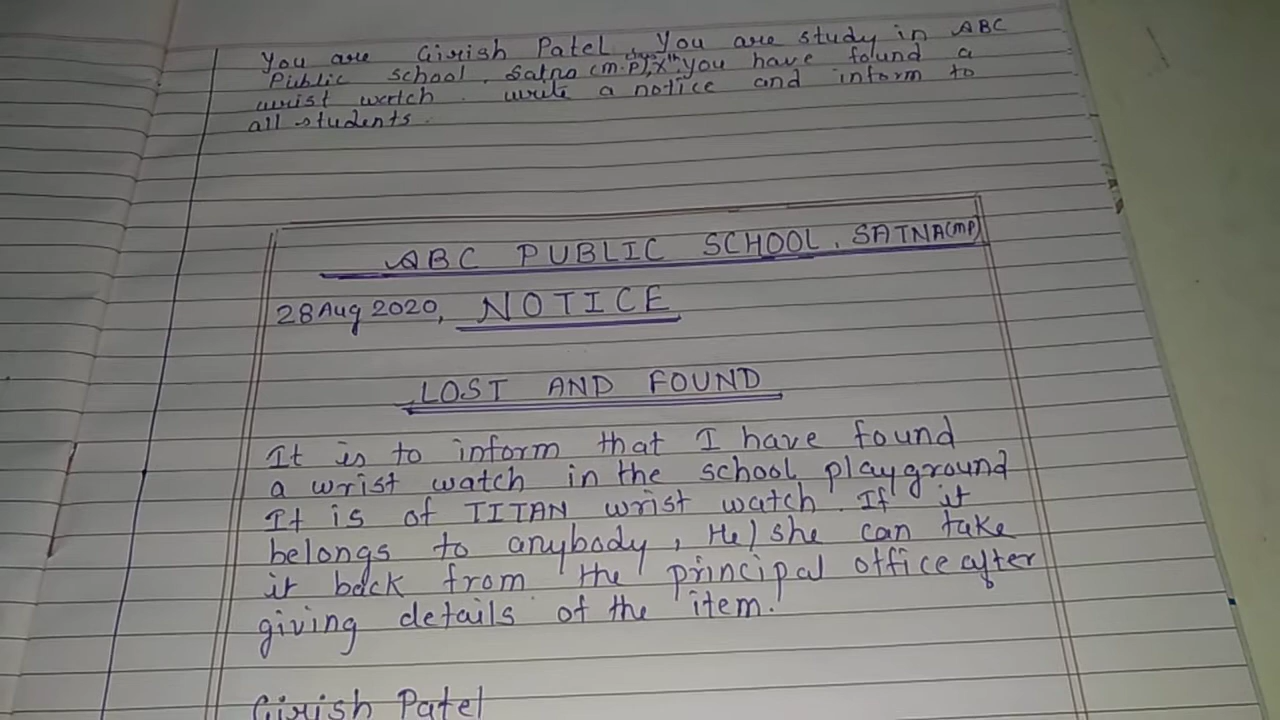 You are Girish Patel, You are study in ABC
Public school, Satna (m.p), Xth you have found a
wrist watch. write a notice and inform to
all students.
ABC PUBLIC SCHOOL, SATNA(MP)
28 Aug 2020, NOTICE
LOST AND FOUND
It is to inform that I have found
a wrist watch in the school playground
It is of TITAN wrist watch. If it
belongs to anybody, He/she can take
it back from the principal office after
giving details of the item.
Girish Patel